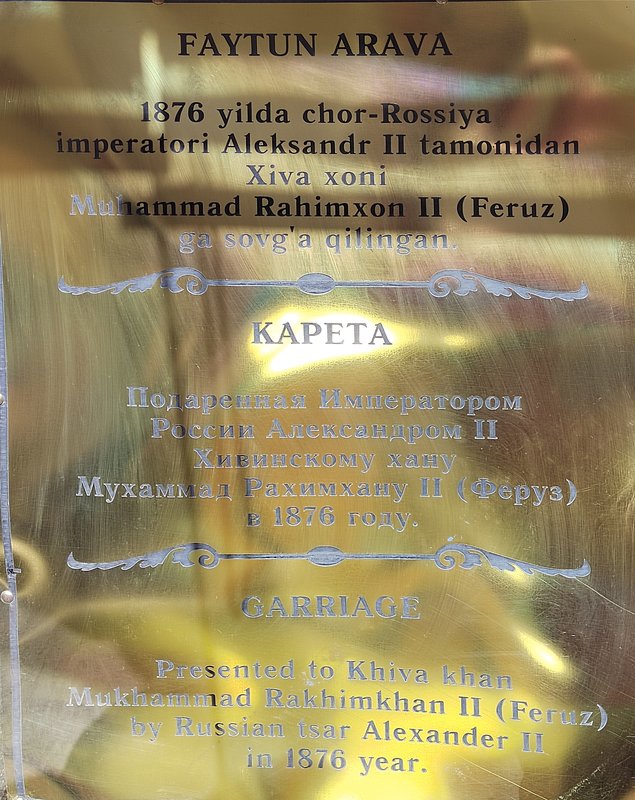 FAYTUN ARAVA
1876 yilda chor-Rossiya
imperatori Aleksandr II tamonidan
Xiva xoni
Muhammad Rahimxon II (Feruz)
ga sovg'a qilingan.
КАРЕТА
Подаренная Императором
России Александром II
Хивинскому хану
Мухаммад Рахимхану II (Феруз)
в 1876 году.
GARRIAGE
Presented to Khiva khan
Mukhammad Rakhimkhan II (Feruz)
by Russian tsar Alexander II
in 1876 year.